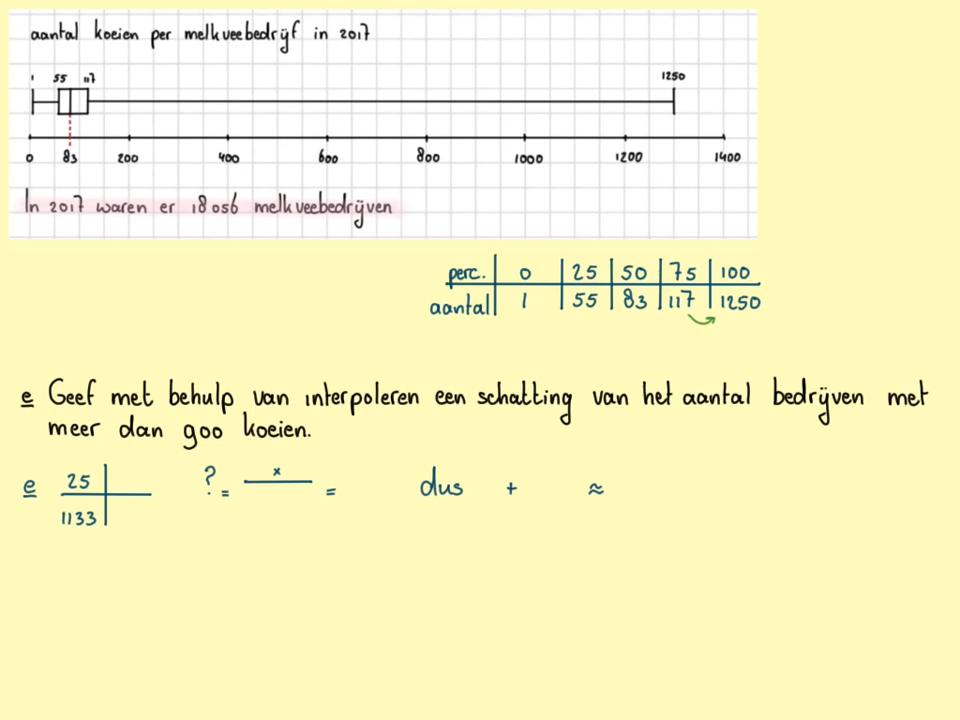 aantal koeien per melkveebedrijf in 2017
1 55 117 1250
0 83 200 400 600 800 1000 1200 1400
In 2017 waren er 18 056 melkveebedrijven
perc. 0 25 50 75 100
aantal 1 55 83 117 1250
e Geef met behulp van interpoleren een schatting van het aantal bedrijven met
meer dan 900 koeien.
e 25 ? = x = dus + ≈
1133